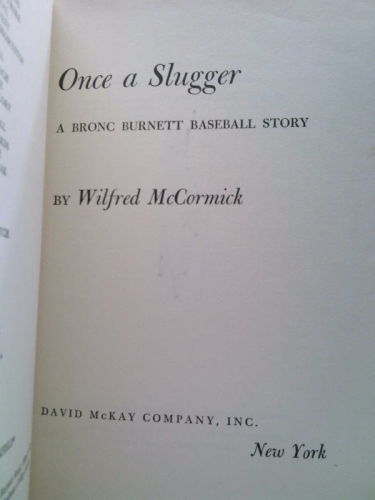 Once a Slugger
A BRONC BURNETT BASEBALL STORY
BY Wilfred McCormick
DAVID McKAY COMPANY, INC.
New York